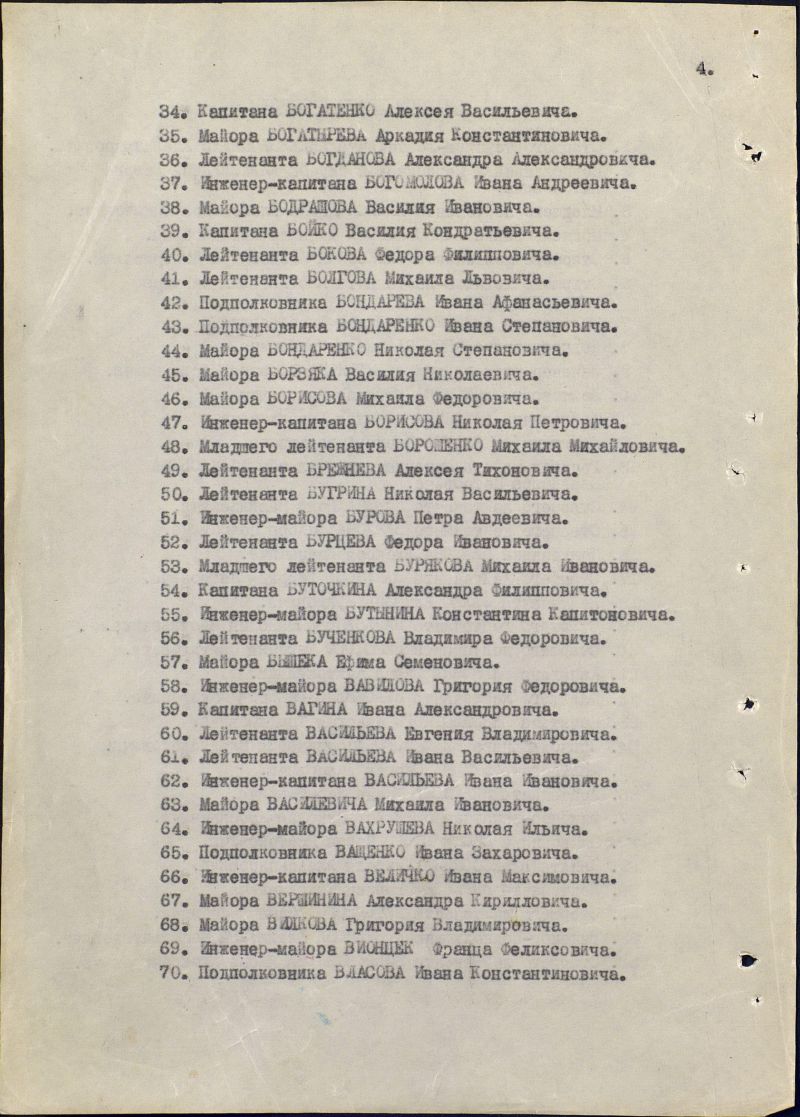 4.
34. Капитана БОГАТЕНКО Алексея Васильевича.
35. Майора БОГАТЫРЕВА Аркадия Константиновича.
36. Лейтенанта БОГДАНОВА Александра Александровича.
37. Инженер-капитана БОГОМОЛОВА Ивана Андреевича.
38. Майора БОДРАШОВА Василия Ивановича.
39. Капитана БОЙКО Василия Кондратьевича.
40. Лейтенанта БОКОВА Федора Филипповича.
41. Лейтенанта БОЛГОВА Михаила Львовича.
42. Подполковника БОНДАРЕВА Ивана Афанасьевича.
43. Подполковника БОНДАРЕНКО Ивана Степановича.
44. Майора БОНДАРЕНКО Николая Степановича.
45. Майора БОРЗЯКА Василия Николаевича.
46. Майора БОРИСОВА Михаила Федоровича.
47. Инженер-капитана БОРИСОВА Николая Петровича.
48. Младшего лейтенанта БОРОШЕНКО Михаила Михайловича.
49. Лейтенанта БРЕЖНЕВА Алексея Тихоновича.
50. Лейтенанта БУГРИНА Николая Васильевича.
51. Инженер-майора БУРОВА Петра Авдеевича.
52. Лейтенанта БУРЦЕВА Федора Ивановича.
53. Младшего лейтенанта БУРЯКОВА Михаила Ивановича.
54. Капитана БУТОЧКИНА Александра Филипповича.
55. Инженер-майора БУТЫНИНА Константина Капитоновича.
56. Лейтенанта БУЧЕНКОВА Владимира Федоровича.
57. Майора БЫШЕКА Ефима Семеновича.
58. Инженер-майора ВАВИЛОВА Григория Федоровича.
59. Капитана ВАГИНА Ивана Александровича.
60. Лейтенанта ВАСИЛЬЕВА Евгения Владимировича.
61. Лейтенанта ВАСИЛЬЕВА Ивана Васильевича.
62. Инженер-капитана ВАСИЛЬЕВА Ивана Ивановича.
63. Майора ВАСИЛЕВИЧА Михаила Ивановича.
64. Инженер-майора ВАХРУШЕВА Николая Ильича.
65. Подполковника ВАЩЕНКО Ивана Захаровича.
66. Инженер-капитана ВЕЛИЧКО Ивана Максимовича.
67. Майора ВЕРШИНИНА Александра Кирилловича.
68. Майора ВИЛКОВА Григория Владимировича.
69. Инженер-майора ВИОНЦЕК Франца Феликсовича.
70. Подполковника ВЛАСОВА Ивана Константиновича.